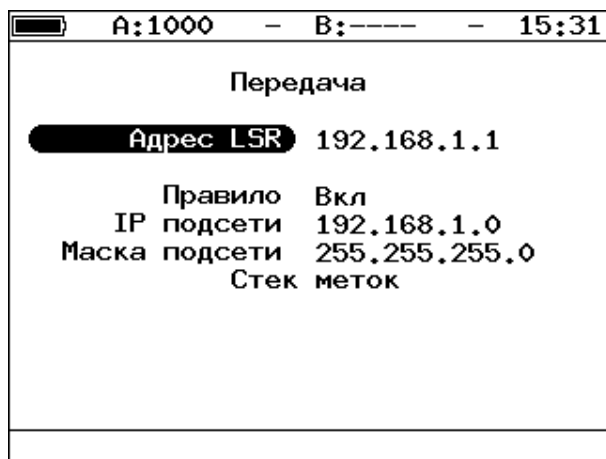 A:1000 – B:---- – 15:31
Передача
Адрес LSR 192.168.1.1
Правило Вкл
IP подсети 192.168.1.0
Маска подсети 255.255.255.0
Стек меток